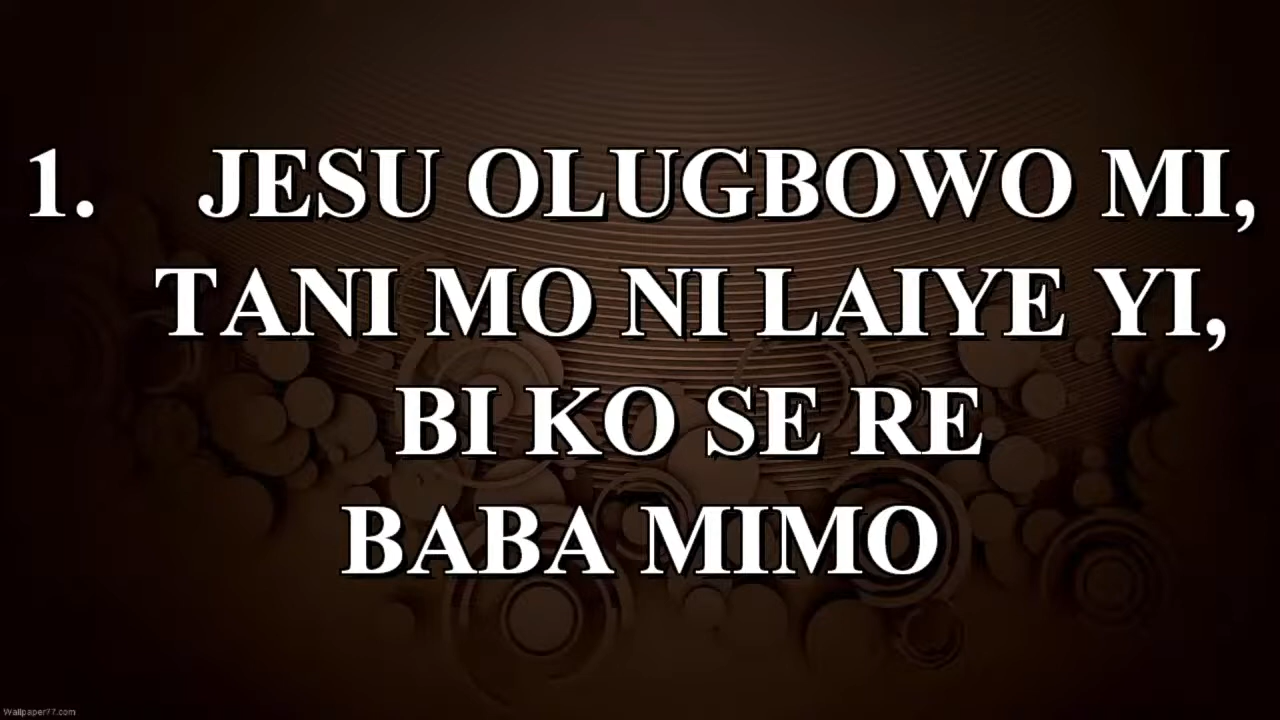 1. JESU OLUGBOWO MI,
TANI MO NI LAIYE YI,
BI KO SE RE
BABA MIMO
Wallpaper77.com